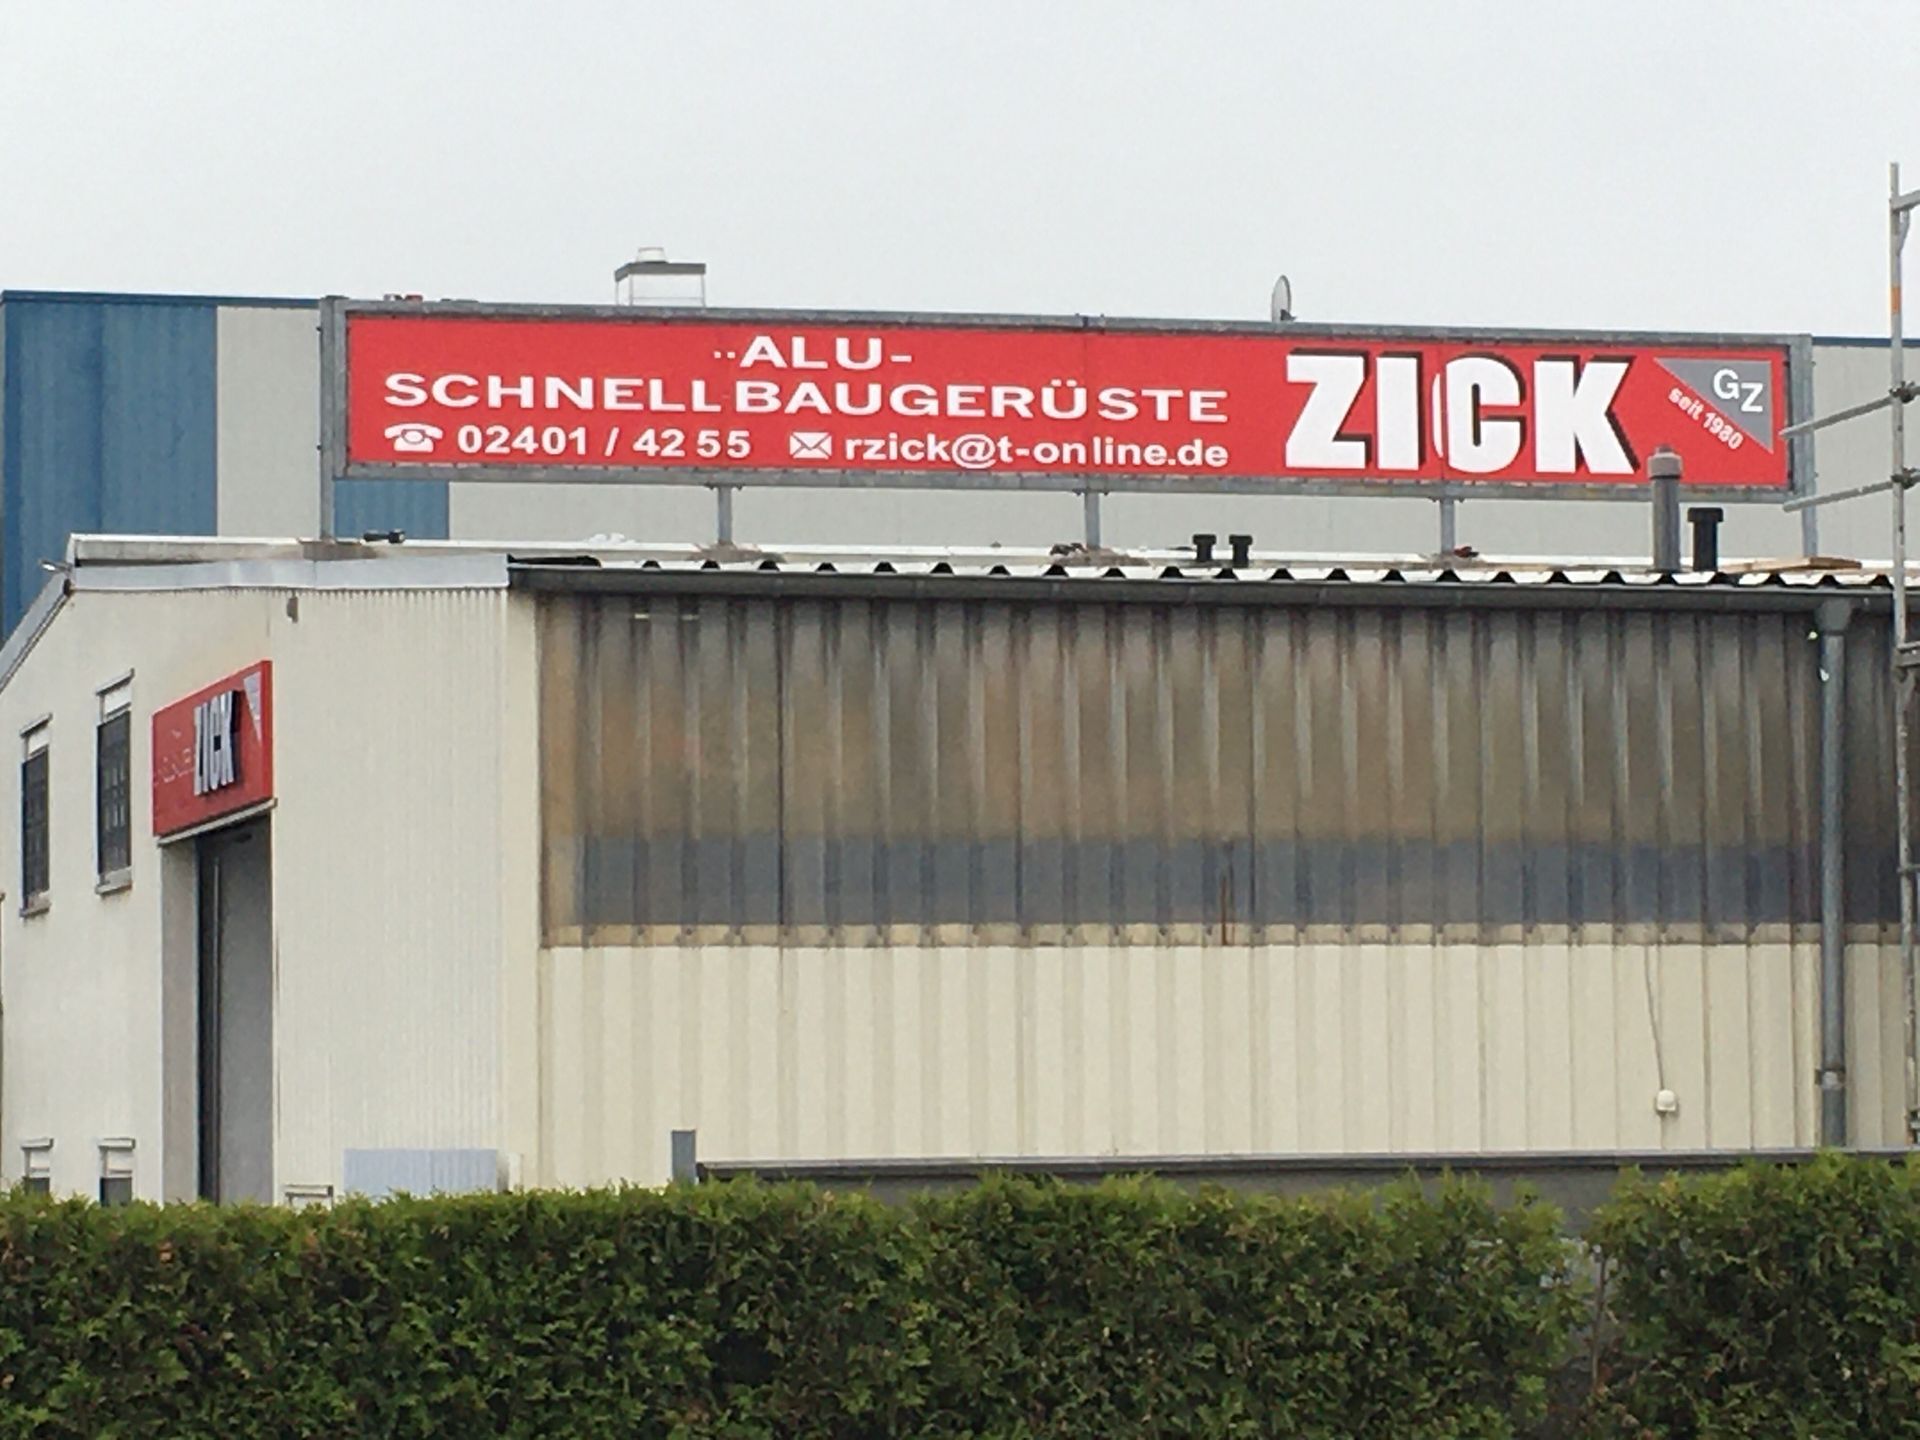 ALU-
SCHNELLBAUGERÜSTE
02401 / 42 55 rzick@t-online.de
ZICK
GZ
seit 1980
ZICK